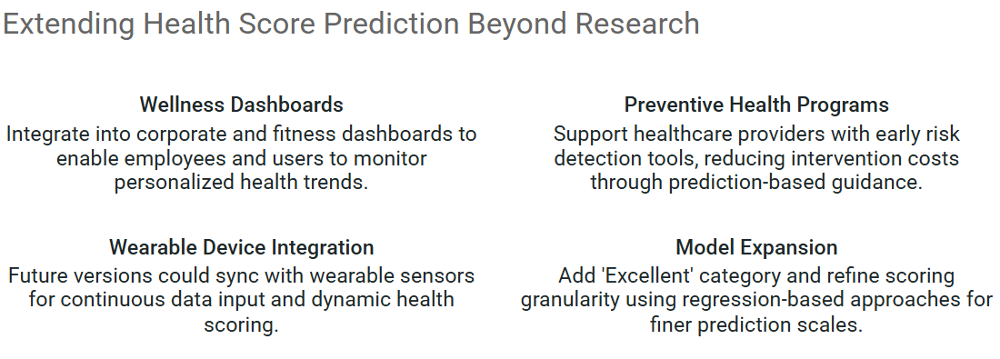 Extending Health Score Prediction Beyond Research
Wellness Dashboards
Integrate into corporate and fitness dashboards to
enable employees and users to monitor
personalized health trends.
Preventive Health Programs
Support healthcare providers with early risk
detection tools, reducing intervention costs
through prediction-based guidance.
Wearable Device Integration
Future versions could sync with wearable sensors
for continuous data input and dynamic health
scoring.
Model Expansion
Add 'Excellent' category and refine scoring
granularity using regression-based approaches for
finer prediction scales.